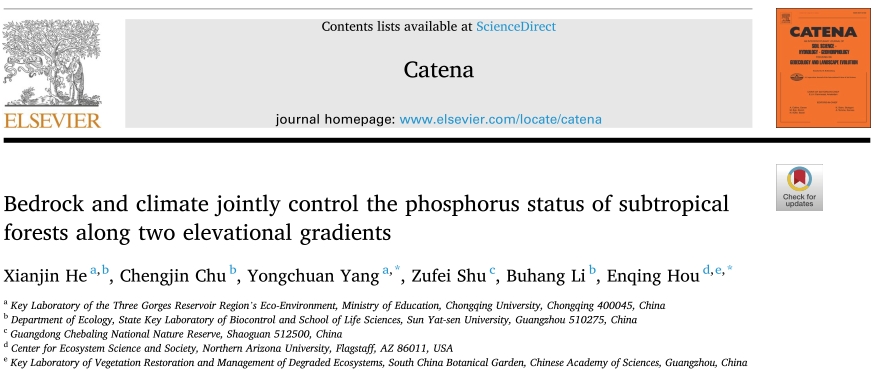 Contents lists available at ScienceDirect
Catena
journal homepage: www.elsevier.com/locate/catena
ELSEVIER
CATENA
Check for
updates
Bedrock and climate jointly control the phosphorus status of subtropical
forests along two elevational gradients
Xianjin He a,b, Chengjin Chu b, Yongchuan Yang a,*, Zufei Shu c, Buhang Li b, Enqing Hou d,e,*
a Key Laboratory of the Three Gorges Reservoir Region's Eco-Environment, Ministry of Education, Chongqing University, Chongqing 400045, China
b Department of Ecology, State Key Laboratory of Biocontrol and School of Life Sciences, Sun Yat-sen University, Guangzhou 510275, China
c Guangdong Chebaling National Nature Reserve, Shaoguan 512500, China
d Center for Ecosystem Science and Society, Northern Arizona University, Flagstaff, AZ 86011, USA
e Key Laboratory of Vegetation Restoration and Management of Degraded Ecosystems, South China Botanical Garden, Chinese Academy of Sciences, Guangzhou, China